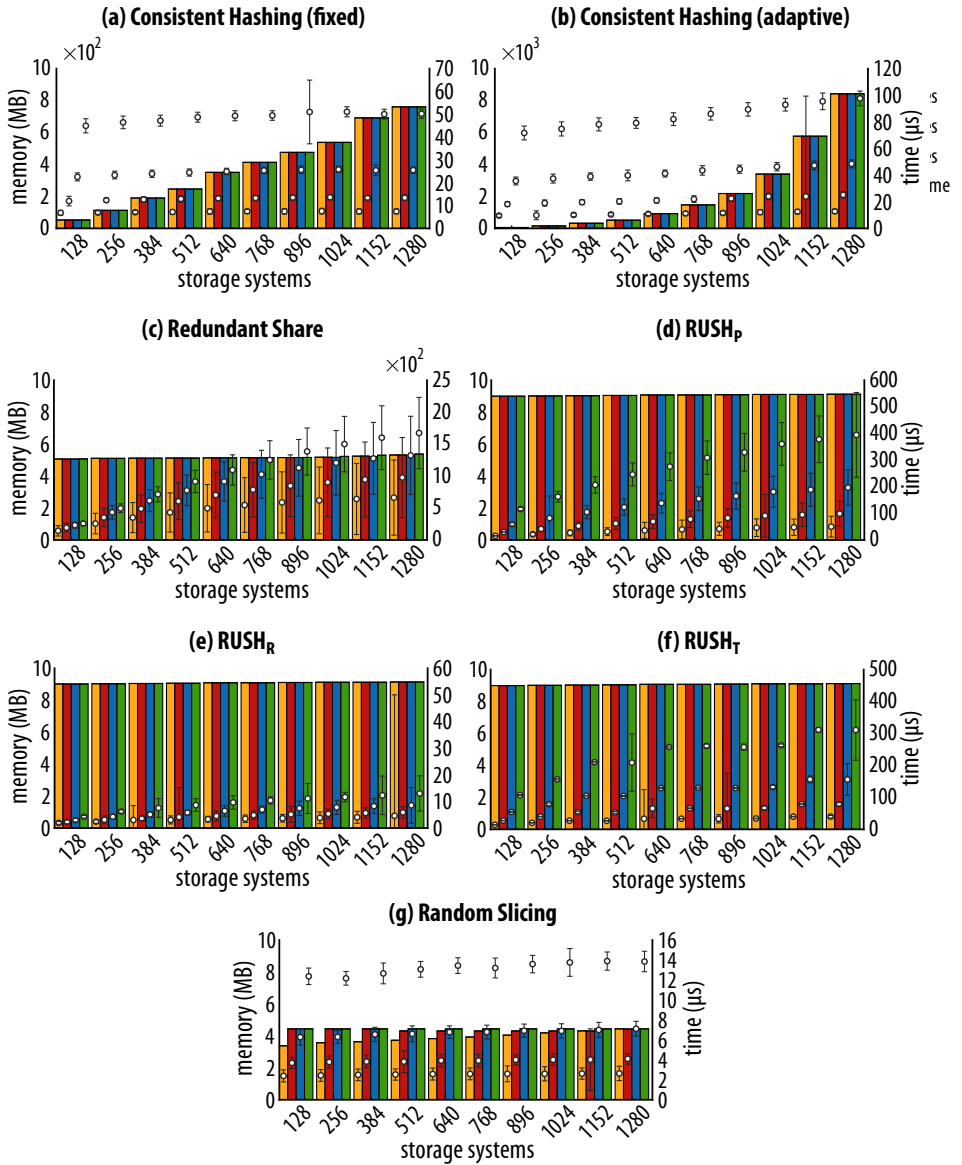 (a) Consistent Hashing (fixed)
×10²
memory (MB)
10
8
6
4
2
0
70
60
50
40
30
20
10
0
128 256 384 512 640 768 896 1024 1152 1280
storage systems
(b) Consistent Hashing (adaptive)
×10³
10
8
6
4
2
0
120
100
80
60
40
20
0
time (µs)
es
es
es
me
128 256 384 512 640 768 896 1024 1152 1280
storage systems
(c) Redundant Share
×10²
memory (MB)
10
8
6
4
2
0
25
20
15
10
5
0
128 256 384 512 640 768 896 1024 1152 1280
storage systems
(d) RUSHP
10
8
6
4
2
0
600
500
400
300
200
100
0
time (µs)
128 256 384 512 640 768 896 1024 1152 1280
storage systems
(e) RUSHR
memory (MB)
10
8
6
4
2
0
60
50
40
30
20
10
0
128 256 384 512 640 768 896 1024 1152 1280
storage systems
(f) RUSHT
10
8
6
4
2
0
500
400
300
200
100
0
time (µs)
128 256 384 512 640 768 896 1024 1152 1280
storage systems
(g) Random Slicing
memory (MB)
10
8
6
4
2
0
16
14
12
10
8
6
4
2
0
time (µs)
128 256 384 512 640 768 896 1024 1152 1280
storage systems